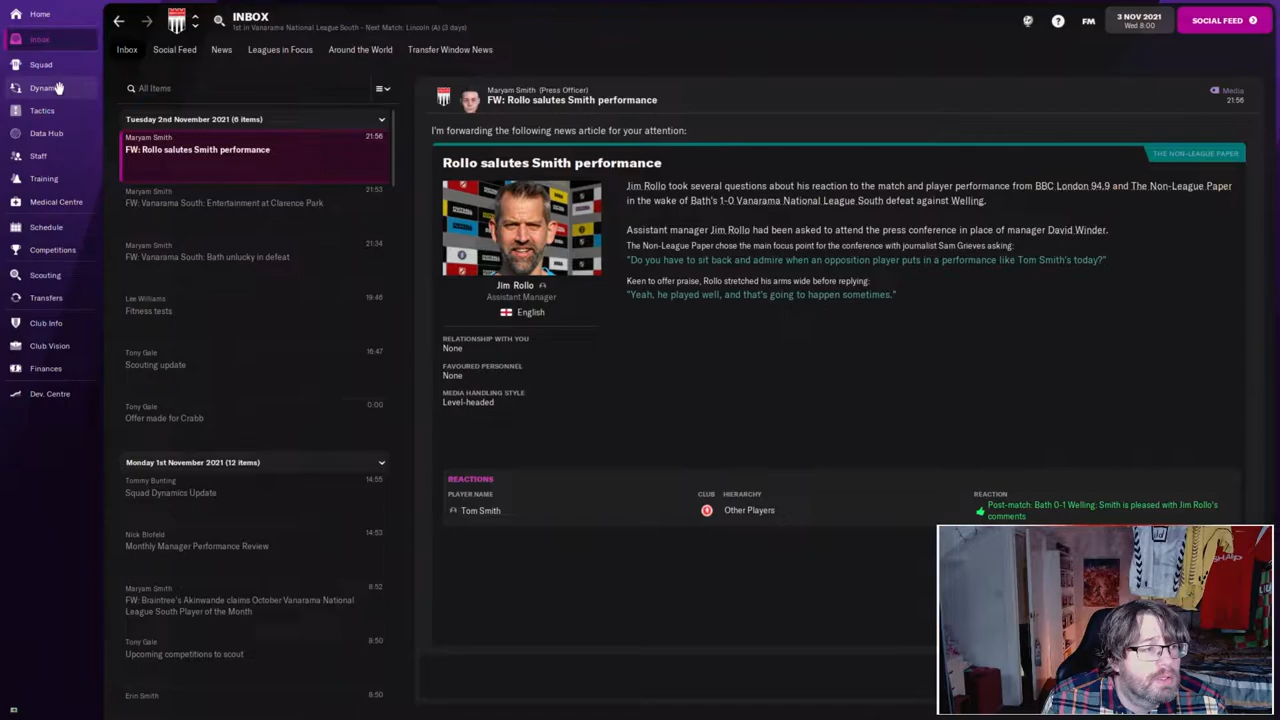 Home
Inbox
Squad
Dynam
Tactics
Data Hub
Staff
Training
Medical Centre
Schedule
Competitions
Scouting
Transfers
Club Info
Club Vision
Finances
Dev. Centre
INBOX
1st in Vanarama National League South - Next Match: Lincoln (A) (3 days)
FM
3 NOV 2021
Wed 8:00
SOCIAL FEED
Inbox
Social Feed
News
Leagues in Focus
Around the World
Transfer Window News
All Items
Tuesday 2nd November 2021 (6 items)
Maryam Smith 21:56
FW: Rollo salutes Smith performance
Maryam Smith 21:53
FW: Vanarama South: Entertainment at Clarence Park
Maryam Smith 21:34
FW: Vanarama South: Bath unlucky in defeat
Lee Williams 19:46
Fitness tests
Tony Gale 16:47
Scouting update
Tony Gale 0:00
Offer made for Crabb
Monday 1st November 2021 (12 items)
Tommy Bunting 14:55
Squad Dynamics Update
Nick Blofeld 14:53
Monthly Manager Performance Review
Maryam Smith 8:52
FW: Braintree's Akinwande claims October Vanarama National
League South Player of the Month
Tony Gale 8:50
Upcoming competitions to scout
Erin Smith 8:50
Maryam Smith (Press Officer)
FW: Rollo salutes Smith performance
Media
21:56
I'm forwarding the following news article for your attention:
Rollo salutes Smith performance
THE NON-LEAGUE PAPER
Jim Rollo took several questions about his reaction to the match and player performance from BBC London 94.9 and The Non-League Paper
in the wake of Bath's 1-0 Vanarama National League South defeat against Welling.
Assistant manager Jim Rollo had been asked to attend the press conference in place of manager David Winder.
The Non-League Paper chose the main focus point for the conference with journalist Sam Grieves asking:
"Do you have to sit back and admire when an opposition player puts in a performance like Tom Smith's today?"
Keen to offer praise, Rollo stretched his arms wide before replying:
"Yeah, he played well, and that's going to happen sometimes."
Jim Rollo
Assistant Manager
English
RELATIONSHIP WITH YOU
None
FAVOURED PERSONNEL
None
MEDIA HANDLING STYLE
Level-headed
REACTIONS
PLAYER NAME CLUB HIERARCHY REACTION
Tom Smith Other Players Post-match: Bath 0-1 Welling: Smith is pleased with Jim Rollo's
comments
SHARP